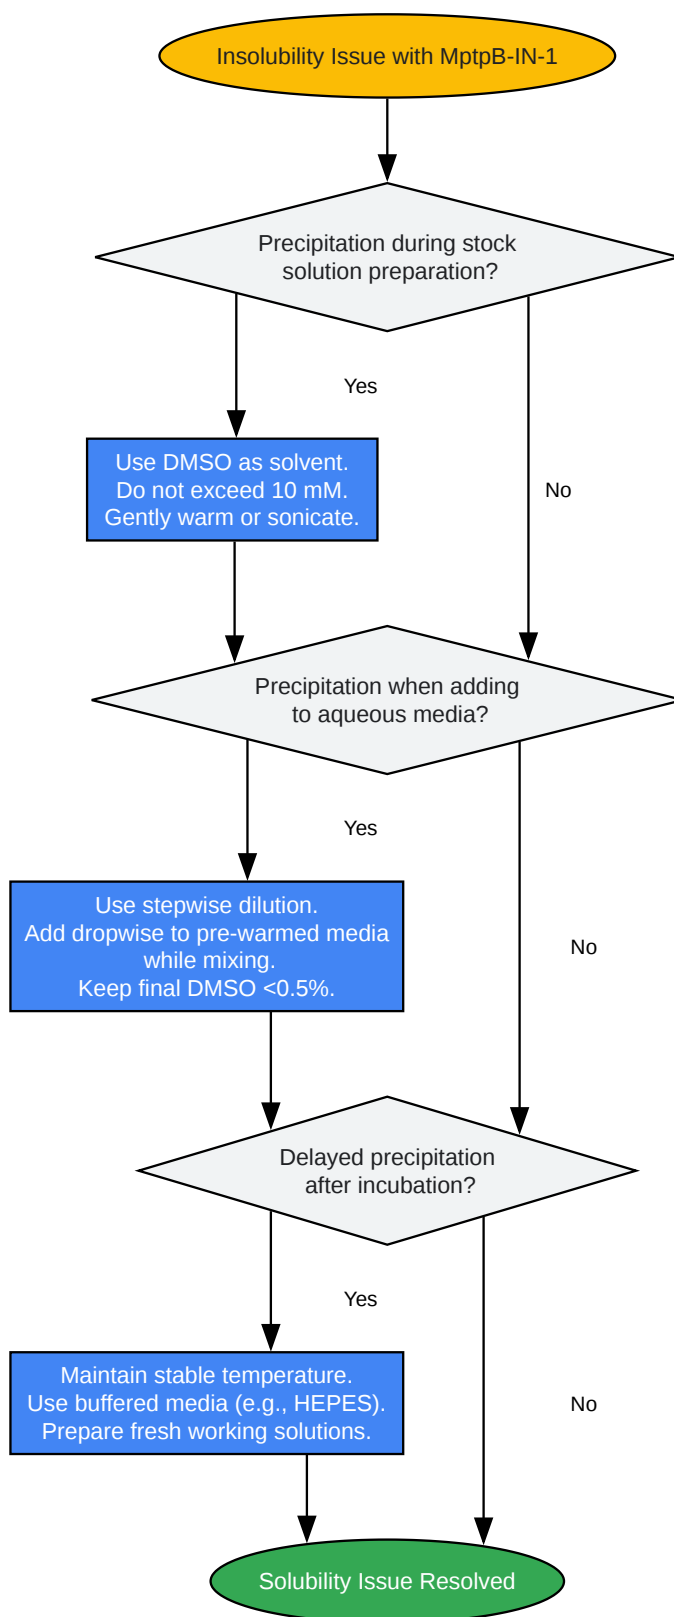 Insolubility Issue with MptpB-IN-1
Precipitation during stock
solution preparation?
Yes
Use DMSO as solvent.
Do not exceed 10 mM.
Gently warm or sonicate.
No
Precipitation when adding
to aqueous media?
Yes
Use stepwise dilution.
Add dropwise to pre-warmed media
while mixing.
Keep final DMSO <0.5%.
No
Delayed precipitation
after incubation?
Yes
Maintain stable temperature.
Use buffered media (e.g., HEPES).
Prepare fresh working solutions.
No
Solubility Issue Resolved